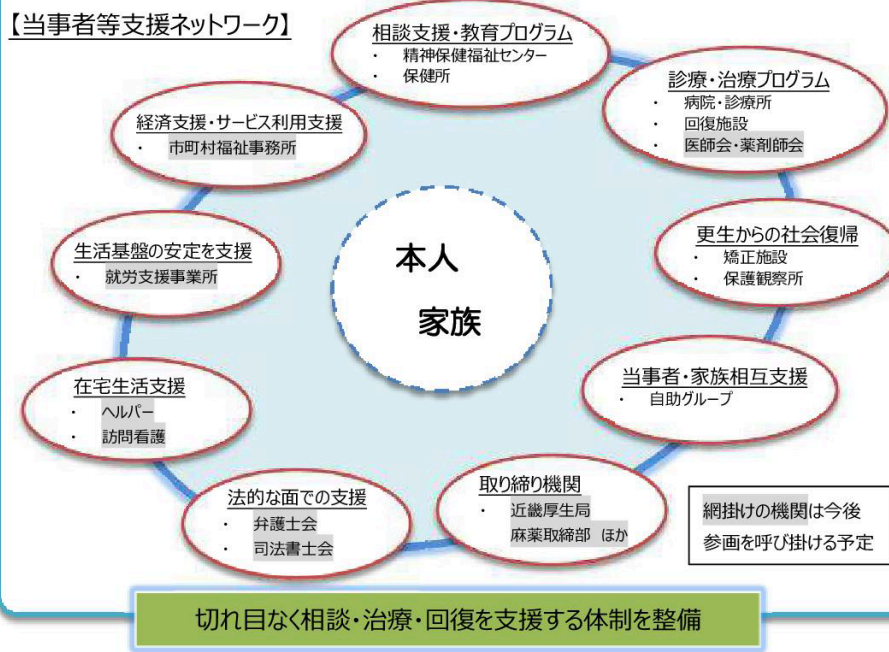 【当事者等支援ネットワーク】
相談支援・教育プログラム
・ 精神保健福祉センター
・ 保健所
診療・治療プログラム
・ 病院・診療所
・ 回復施設
・ 医師会・薬剤師会
経済支援・サービス利用支援
・ 市町村福祉事務所
更生からの社会復帰
・ 矯正施設
・ 保護観察所
生活基盤の安定を支援
・ 就労支援事業所
本人
家族
当事者・家族相互支援
・ 自助グループ
在宅生活支援
・ ヘルパー
・ 訪問看護
法的な面での支援
・ 弁護士会
・ 司法書士会
取り締り機関
・ 近畿厚生局
麻薬取締部 ほか
網掛けの機関は今後
参画を呼び掛ける予定
切れ目なく相談・治療・回復を支援する体制を整備